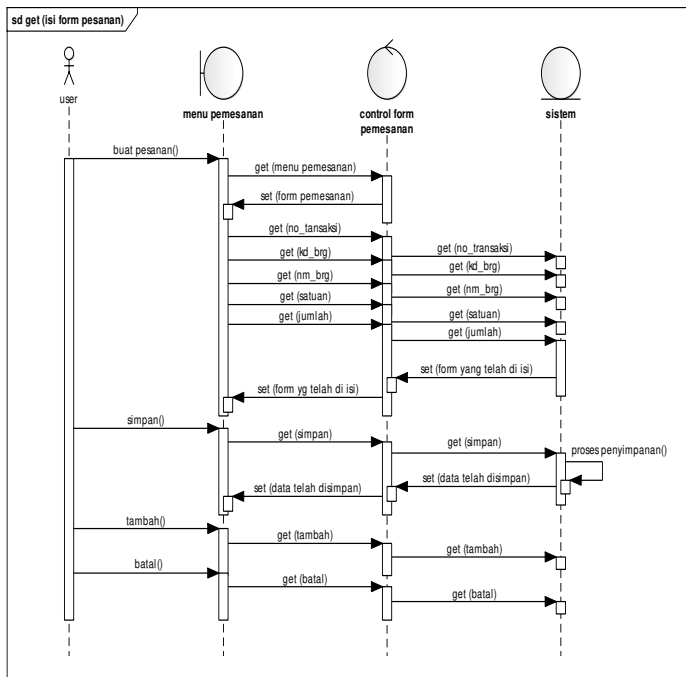 sd get (isi form pesanan)
user
menu pemesanan
control form
pemesanan
sistem
buat pesanan()
get (menu pemesanan)
set (form pemesanan)
get (no_tansaksi)
get (no_transaksi)
get (kd_brg)
get (kd_brg)
get (nm_brg)
get (nm_brg)
get (satuan)
get (satuan)
get (jumlah)
get (jumlah)
set (form yang telah di isi)
set (form yg telah di isi)
simpan()
get (simpan)
get (simpan)
proses penyimpanan()
set (data telah disimpan)
set (data telah disimpan)
tambah()
get (tambah)
get (tambah)
batal()
get (batal)
get (batal)